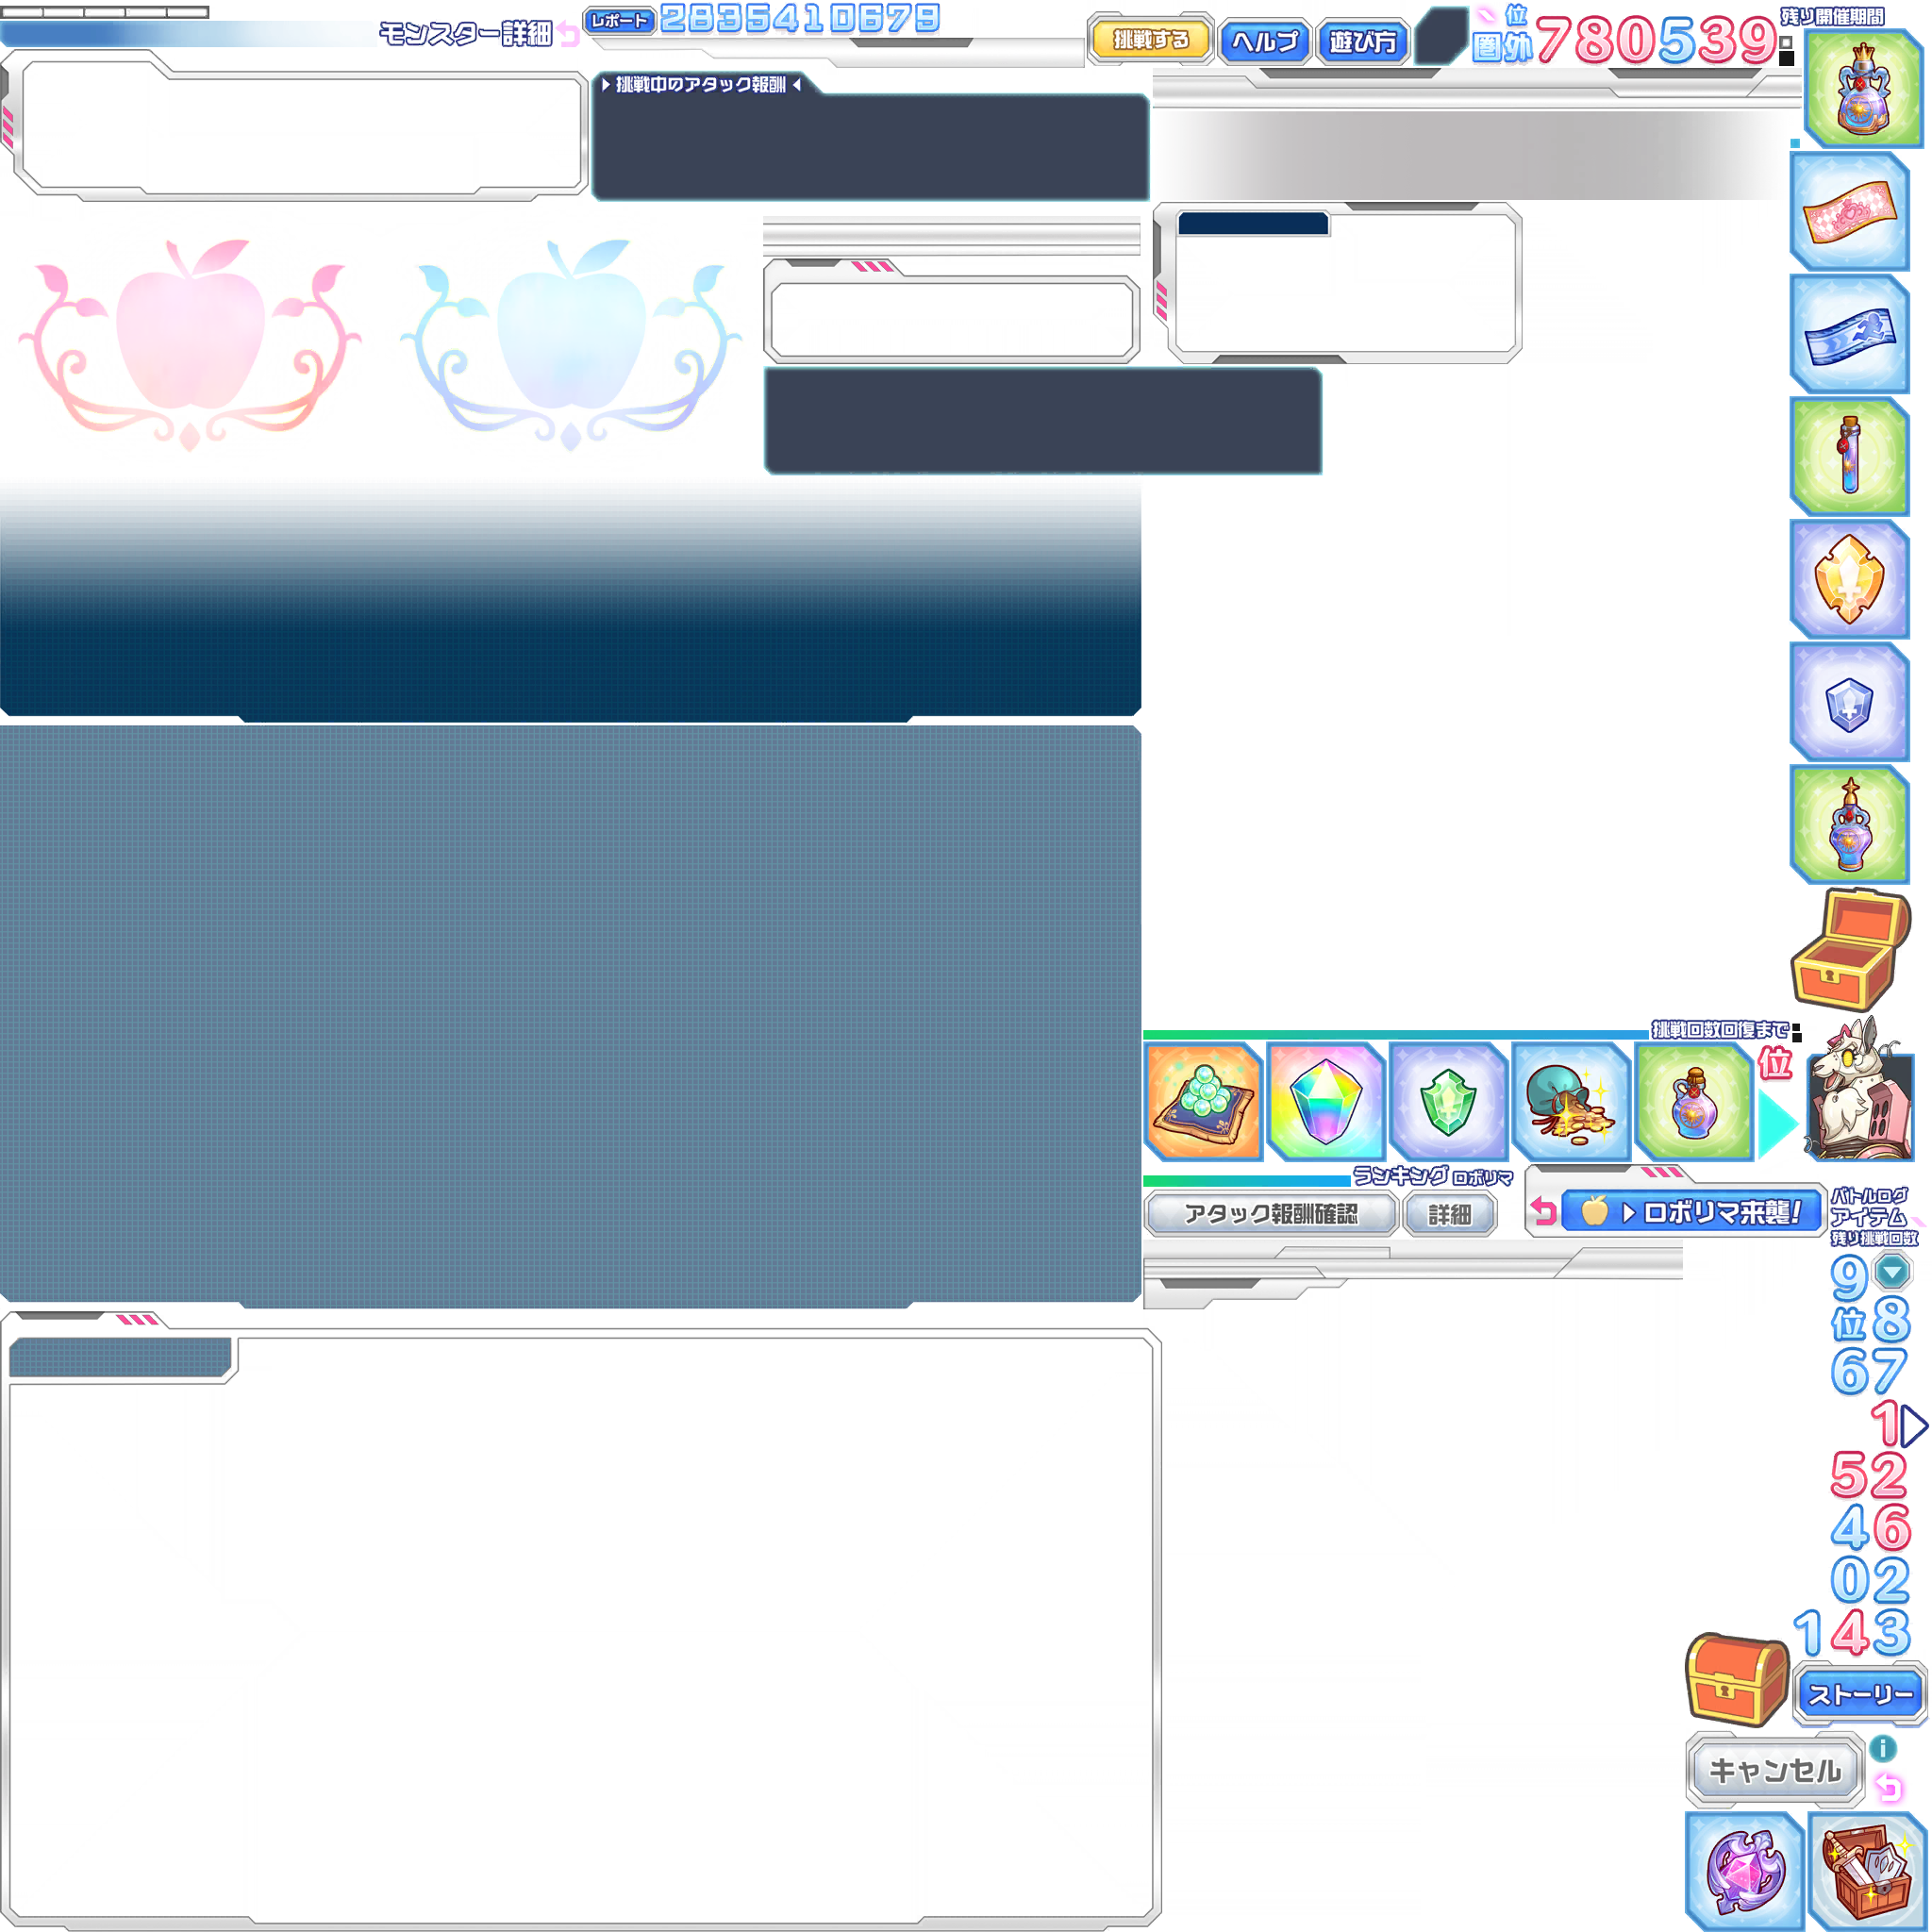 モンスター詳細
レポート
2835410679
挑戦する
ヘルプ
遊び方
位
圏外
780539
残り開催期間
挑戦中のアタック報酬
挑戦回数回復まで
位
ランキング
ロボリマ
アタック報酬確認
詳細
ロボリマ来襲!
バトルログ
アイテム
残り挑戦回数
9
位8
67
1
52
46
02
143
ストーリー
キャンセル
i